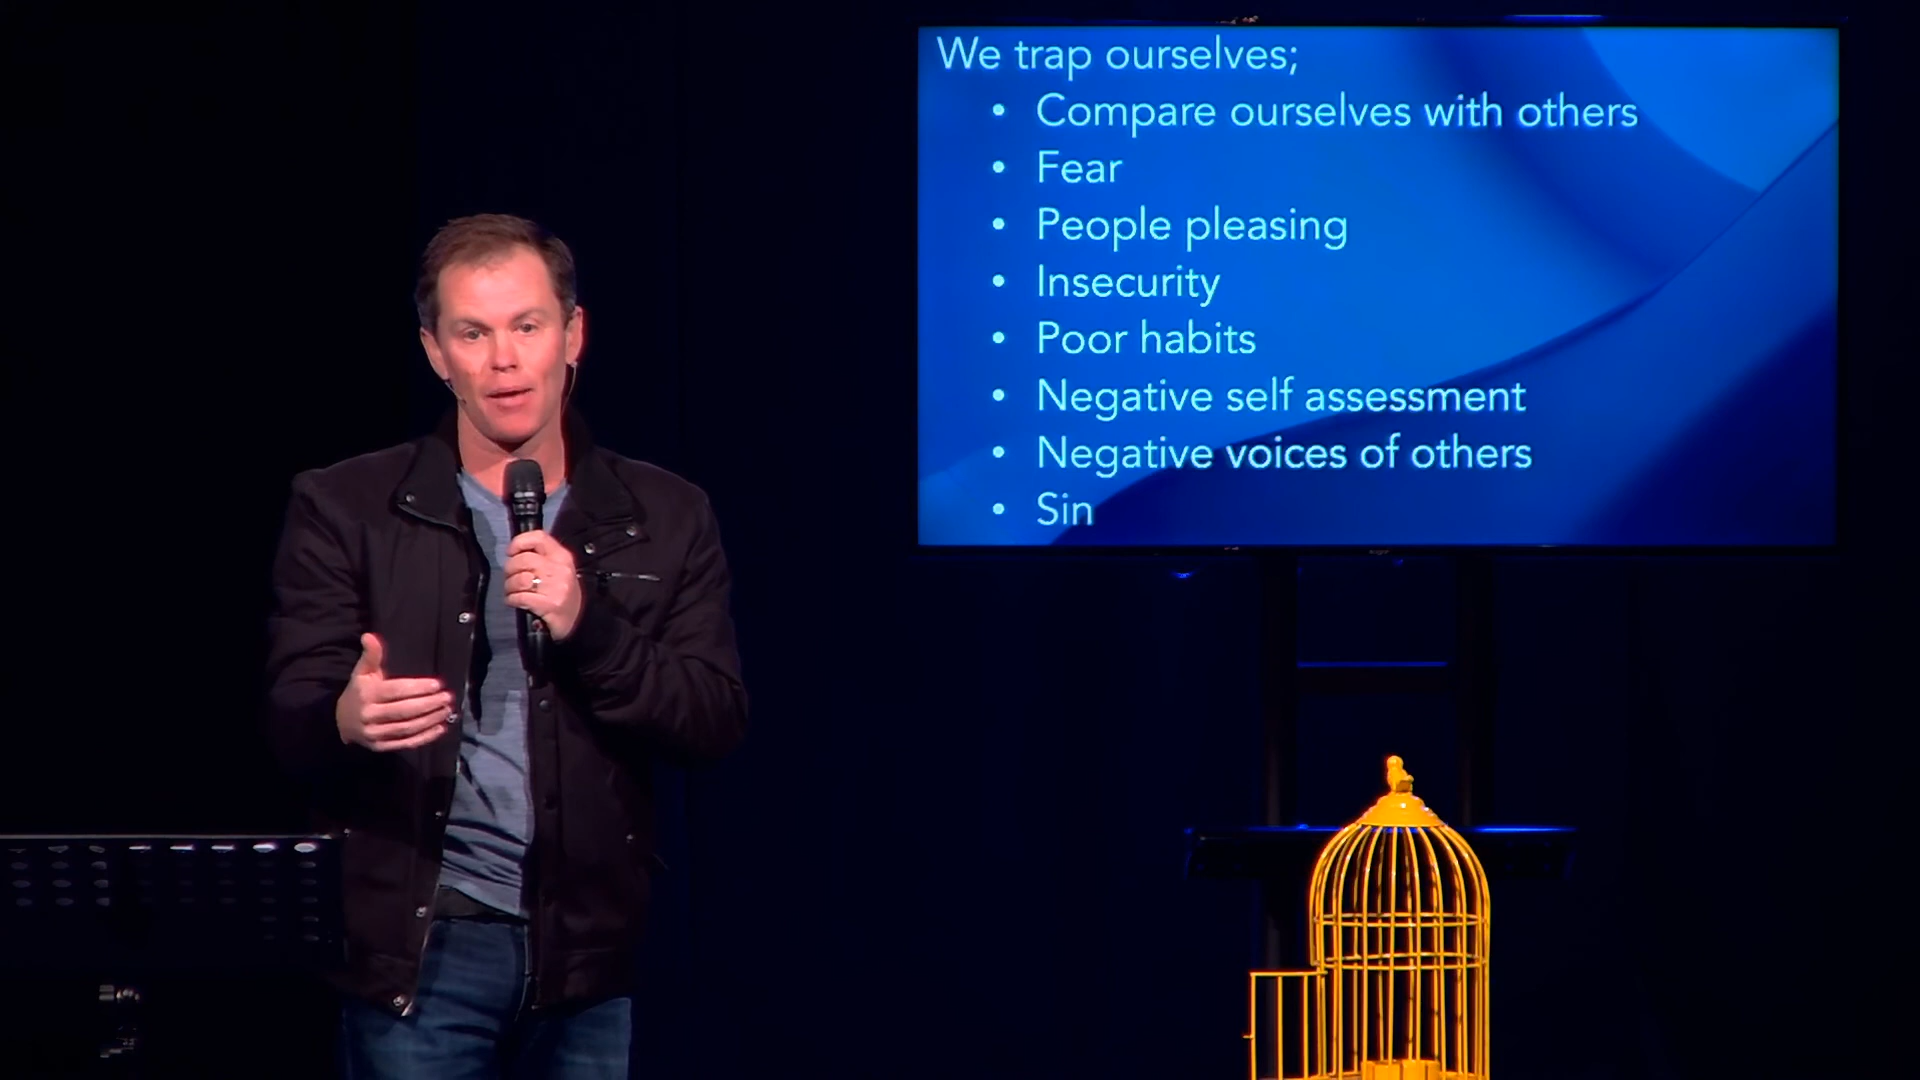 We trap ourselves;
• Compare ourselves with others
• Fear
• People pleasing
• Insecurity
• Poor habits
• Negative self assessment
• Negative voices of others
• Sin